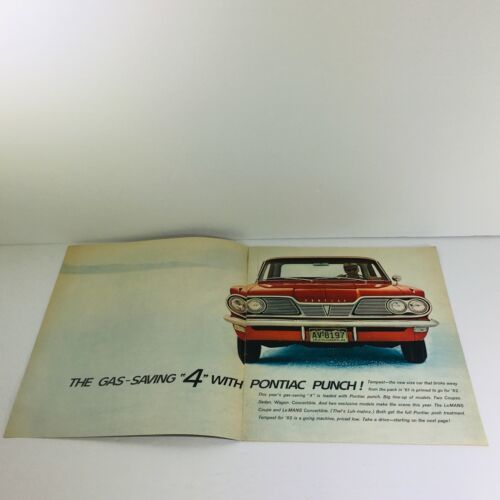 PONTIAC
AV 8197
THE GAS-SAVING "4" WITH PONTIAC PUNCH! Tempest—the new size car that broke away
from the pack in '61 is primed to go for '62.
This year's gas-saving "4" is loaded with Pontiac punch. Big line-up of models. Two Coupes,
Sedan, Wagon, Convertible. And two exclusive models make the scene this year. The LeMANS
Coupe and LeMANS Convertible. (That's Luh-mahns.) Both get the full Pontiac posh treatment.
Tempest for '62 is a going machine, priced low. Take a drive—starting on the next page!